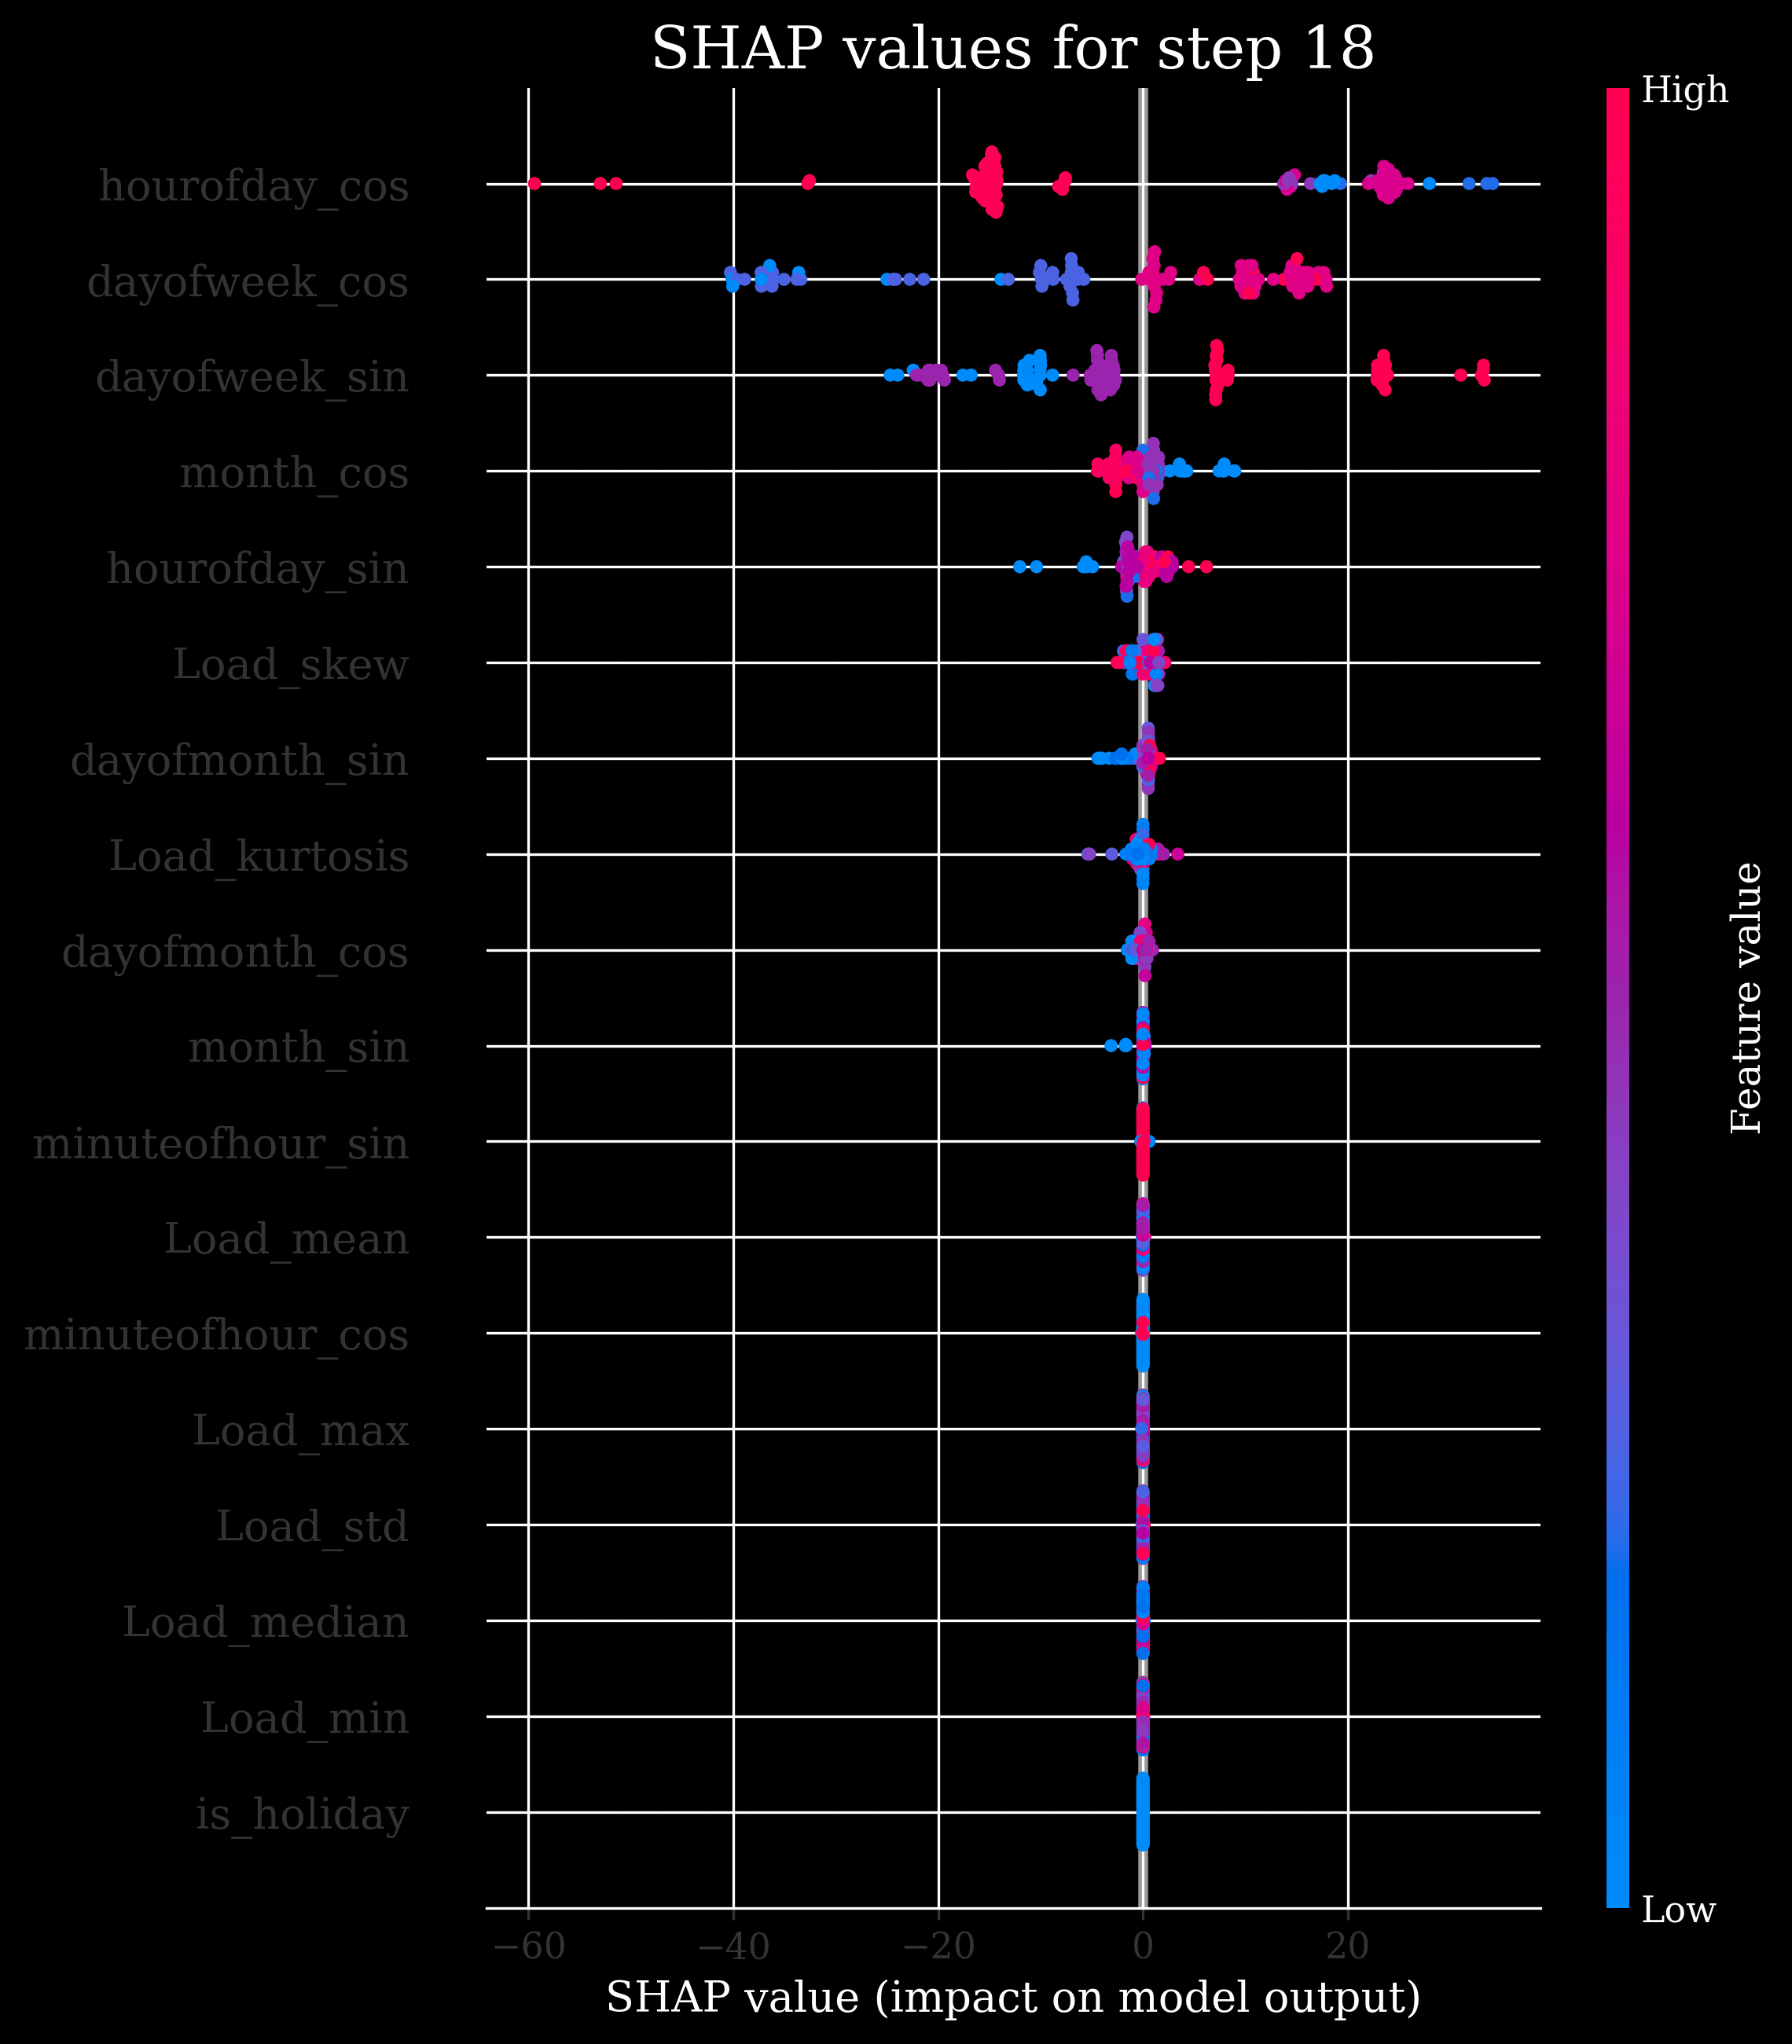 SHAP values for step 18
High
hourofday_cos
dayofweek_cos
dayofweek_sin
month_cos
hourofday_sin
Load_skew
dayofmonth_sin
Load_kurtosis
dayofmonth_cos
month_sin
minuteofhour_sin
Load_mean
minuteofhour_cos
Load_max
Load_std
Load_median
Load_min
is_holiday
Feature value
Low
−60 −40 −20 0 20
SHAP value (impact on model output)